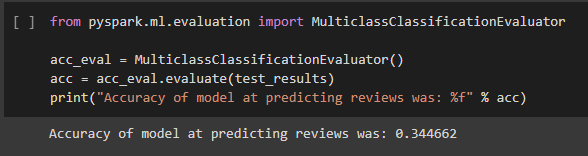 [ ] from pyspark.ml.evaluation import MulticlassClassificationEvaluator
acc_eval = MulticlassClassificationEvaluator()
acc = acc_eval.evaluate(test_results)
print("Accuracy of model at predicting reviews was: %f" % acc)
Accuracy of model at predicting reviews was: 0.344662